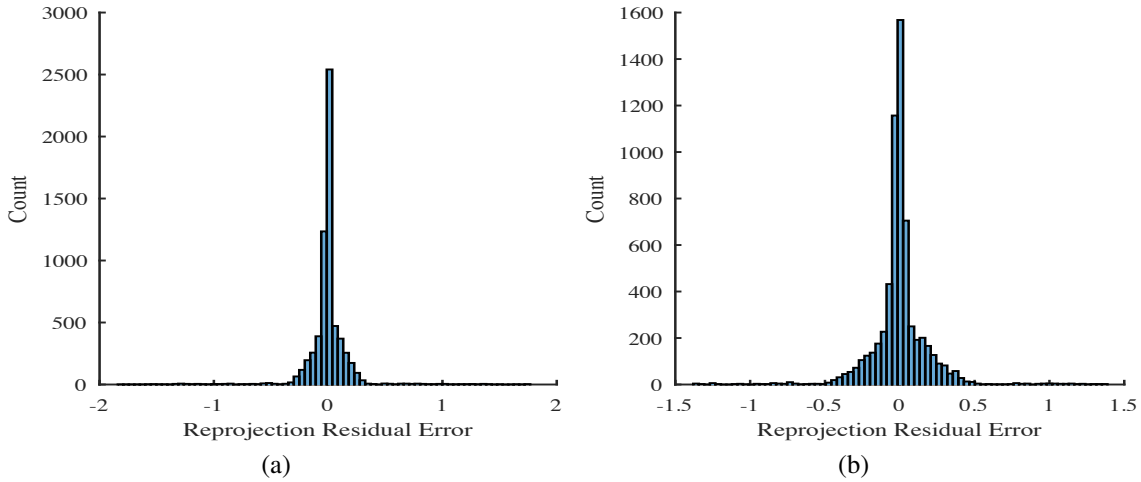 3000
2500
2000
1500
1000
500
0
Count
-2 -1 0 1 2
Reprojection Residual Error
(a)
1600
1400
1200
1000
800
600
400
200
0
Count
-1.5 -1 -0.5 0 0.5 1 1.5
Reprojection Residual Error
(b)